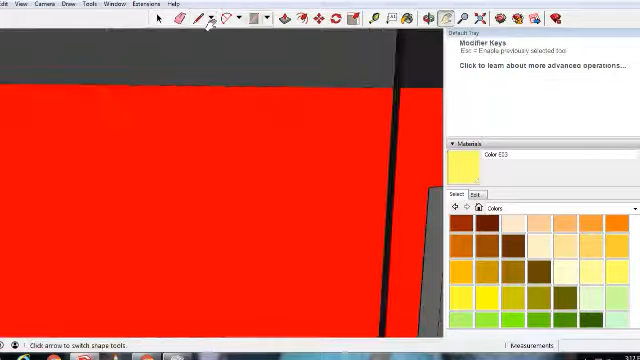 View Camera Draw Tools Window Extensions Help
Default Tray
Modifier Keys
Esc = Enable previously selected tool
Click to learn about more advanced operations...
Materials
Color E03
Select Edit
Colors
Click arrow to switch shape tools.
Measurements